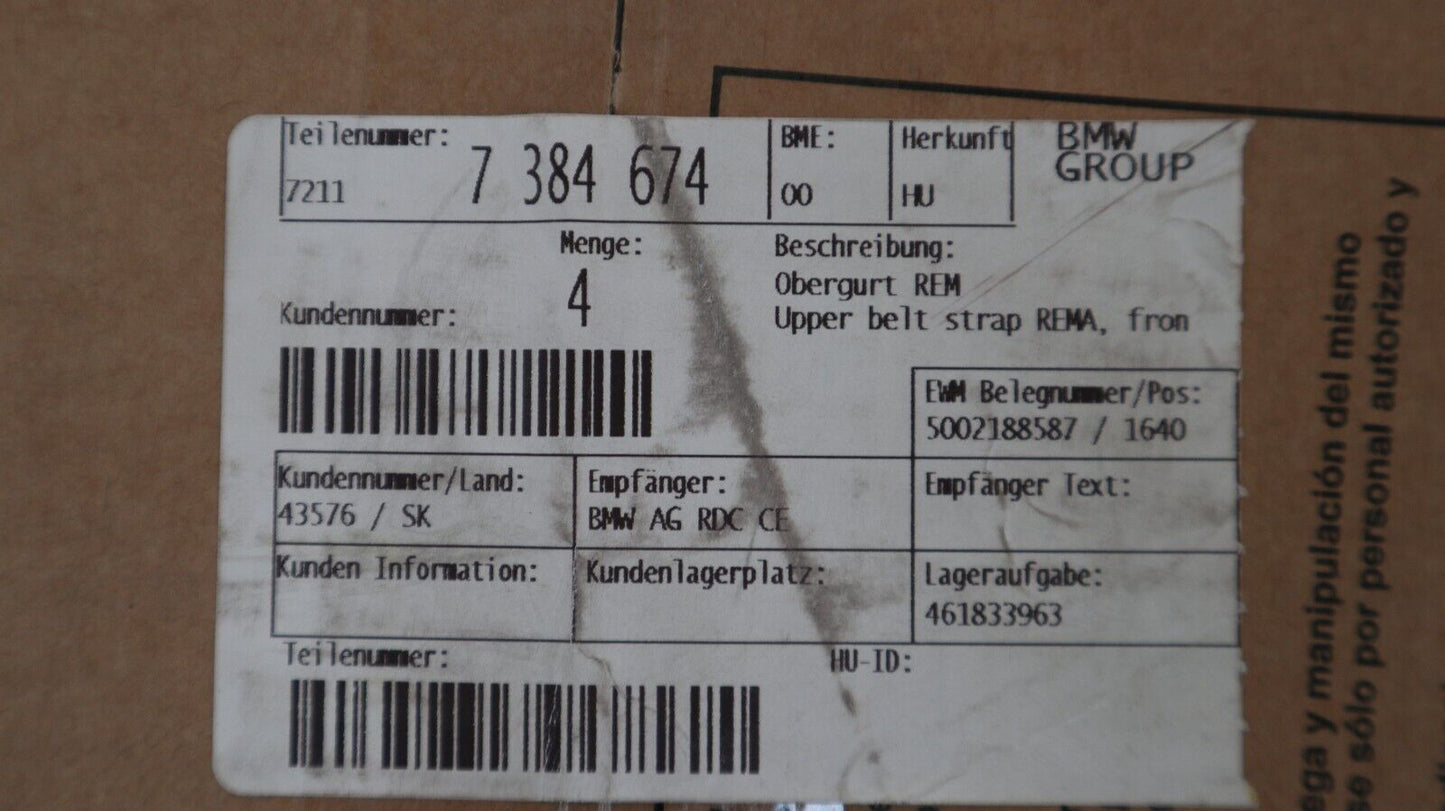 Teilenummer:
7211
7 384 674
BME:
00
Herkunft
HU
BMW
GROUP
Menge:
4
Beschreibung:
Obergurt REM
Upper belt strap REMA, fron
Kundennummer:
EWM Belegnummer/Pos:
5002188587 / 1640
Kundennummer/Land:
43576 / SK
Empfänger:
BMW AG RDC CE
Empfänger Text:
Kunden Information:
Kundenlagerplatz:
Lageraufgabe:
461833963
Teilenummer:
HU-ID:
ega y manipulación del mismo
e sólo por personal autorizado y